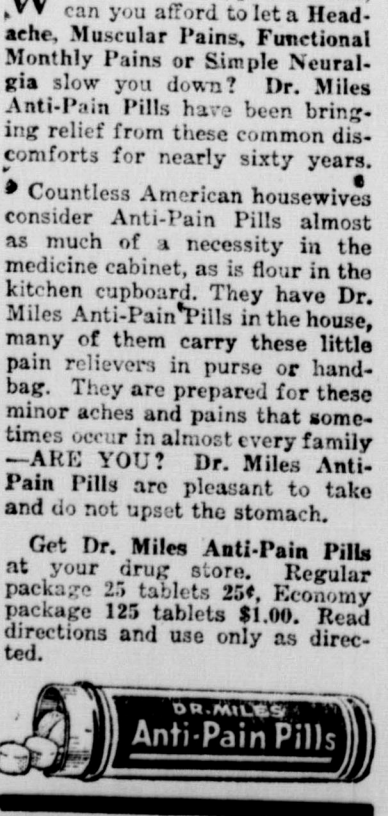 can you afford to let a Head-
ache, Muscular Pains, Functional
Monthly Pains or Simple Neural-
gia slow you down? Dr. Miles
Anti-Pain Pills have been bring-
ing relief from these common dis-
comforts for nearly sixty years.
Countless American housewives
consider Anti-Pain Pills almost
as much of a necessity in the
medicine cabinet, as is flour in the
kitchen cupboard. They have Dr.
Miles Anti-Pain Pills in the house,
many of them carry these little
pain relievers in purse or hand-
bag. They are prepared for these
minor aches and pains that some-
times occur in almost every family
—ARE YOU? Dr. Miles Anti-
Pain Pills are pleasant to take
and do not upset the stomach.
Get Dr. Miles Anti-Pain Pills
at your drug store. Regular
package 25 tablets 25¢, Economy
package 125 tablets $1.00. Read
directions and use only as direc-
ted.
DR. MILES
Anti-Pain Pills